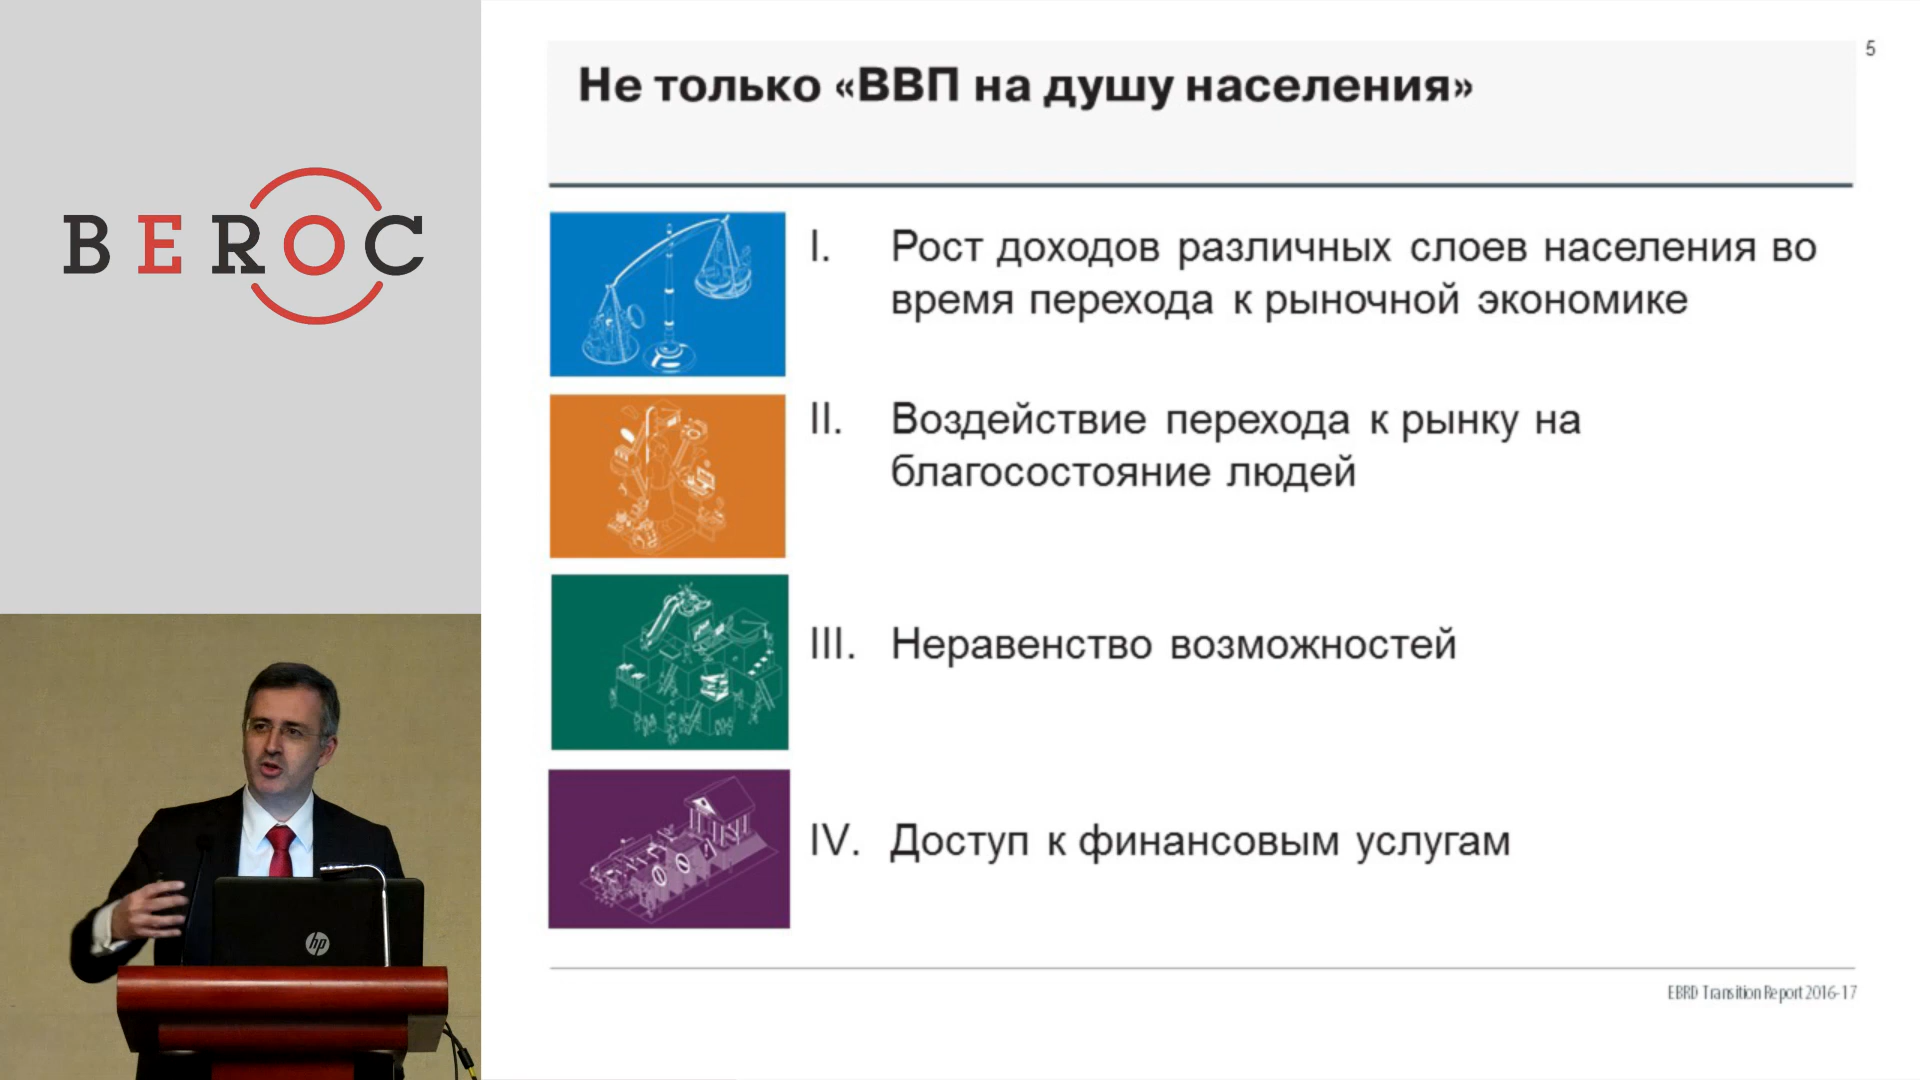 BEROC
5
Не только «ВВП на душу населения»
I. Рост доходов различных слоев населения во
время перехода к рыночной экономике
II. Воздействие перехода к рынку на
благосостояние людей
III. Неравенство возможностей
IV. Доступ к финансовым услугам
EBRD Transition Report 2016-17
hp